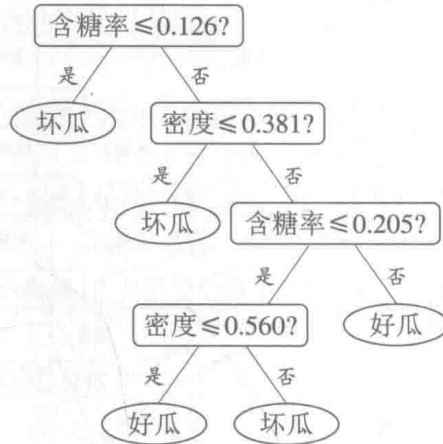 含糖率≤0.126?
是 否
坏瓜 密度≤0.381?
是 否
坏瓜 含糖率≤0.205?
是 否
密度≤0.560? 好瓜
是 否
好瓜 坏瓜